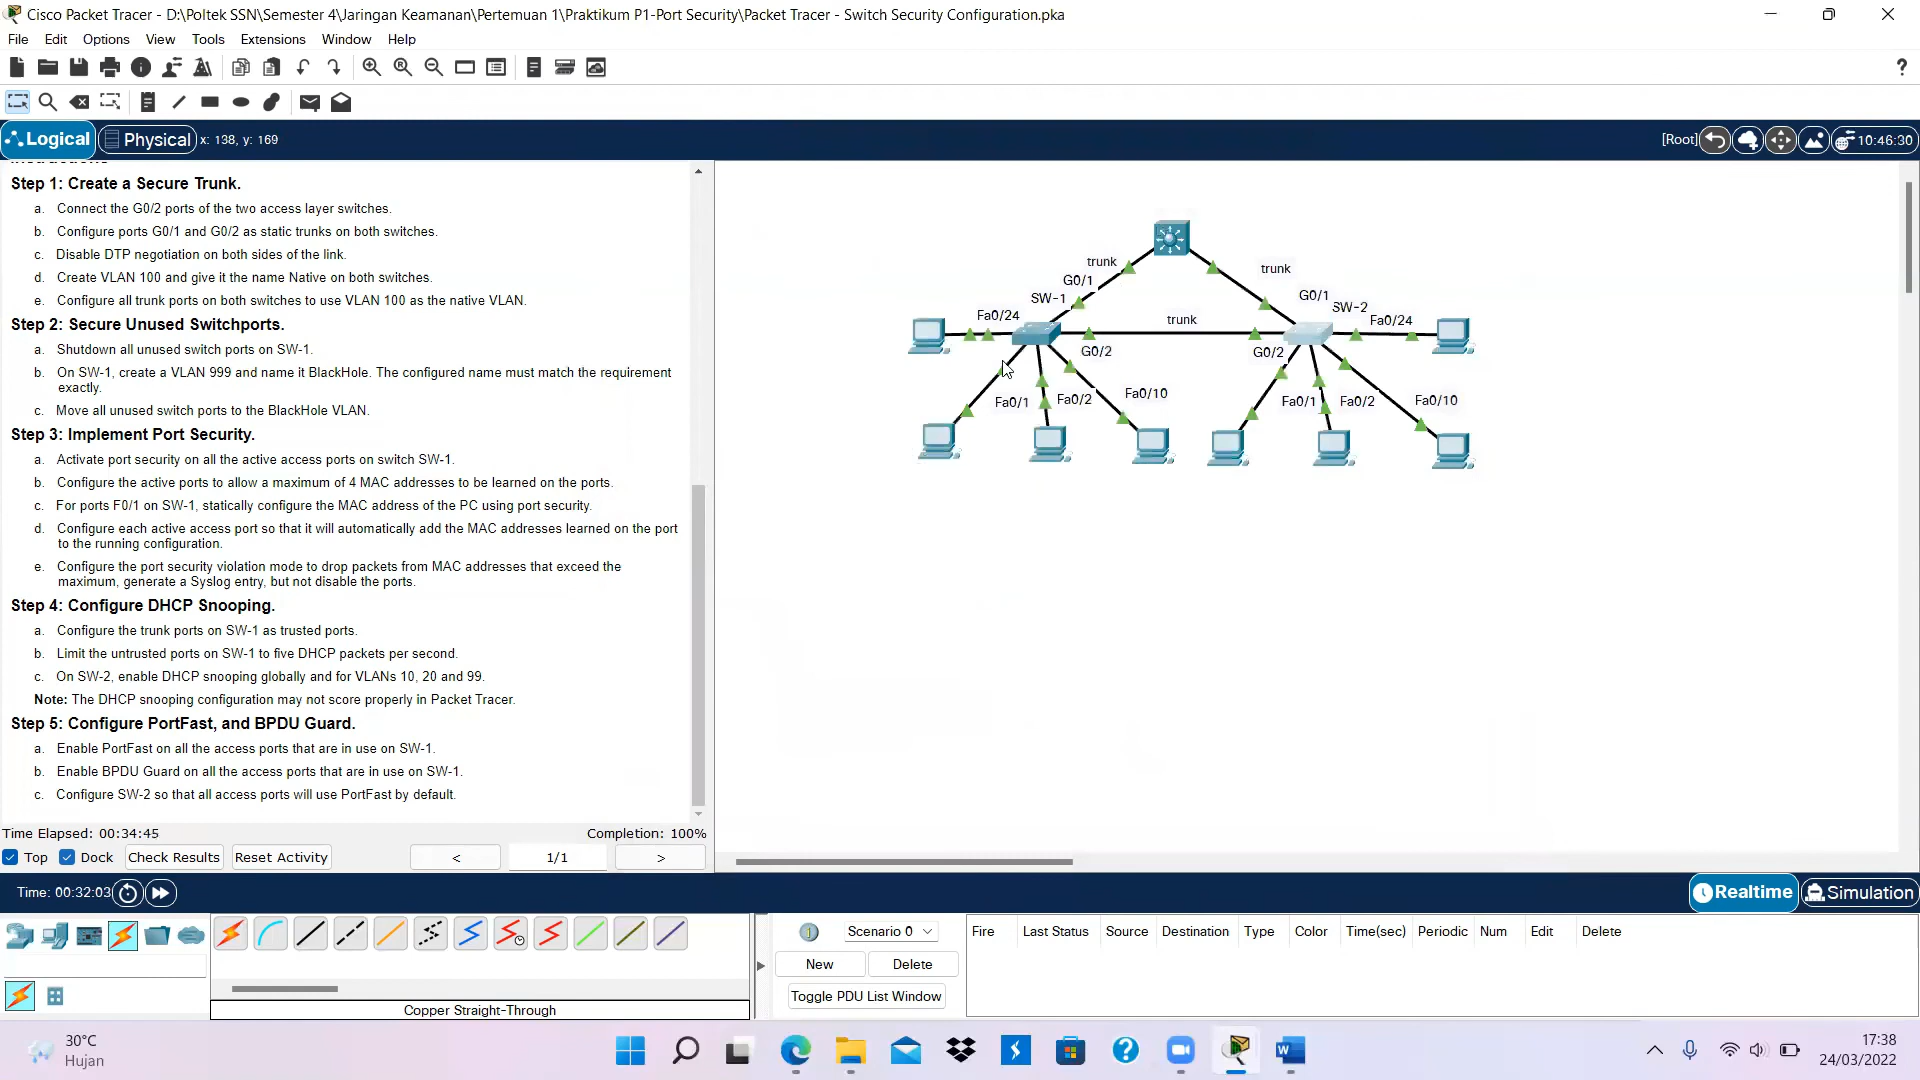 Cisco Packet Tracer - D:\Poltek SSN\Semester 4\Jaringan Keamanan\Pertemuan 1\Praktikum P1-Port Security\Packet Tracer - Switch Security Configuration.pka
File Edit Options View Tools Extensions Window Help
?
Logical Physical x: 138, y: 169 [Root] 10:46:30
Step 1: Create a Secure Trunk.
a. Connect the G0/2 ports of the two access layer switches.
b. Configure ports G0/1 and G0/2 as static trunks on both switches.
c. Disable DTP negotiation on both sides of the link.
d. Create VLAN 100 and give it the name Native on both switches.
e. Configure all trunk ports on both switches to use VLAN 100 as the native VLAN.
Step 2: Secure Unused Switchports.
a. Shutdown all unused switch ports on SW-1.
b. On SW-1, create a VLAN 999 and name it BlackHole. The configured name must match the requirement
exactly.
c. Move all unused switch ports to the BlackHole VLAN.
Step 3: Implement Port Security.
a. Activate port security on all the active access ports on switch SW-1.
b. Configure the active ports to allow a maximum of 4 MAC addresses to be learned on the ports.
c. For ports F0/1 on SW-1, statically configure the MAC address of the PC using port security.
d. Configure each active access port so that it will automatically add the MAC addresses learned on the port
to the running configuration.
e. Configure the port security violation mode to drop packets from MAC addresses that exceed the
maximum, generate a Syslog entry, but not disable the ports.
Step 4: Configure DHCP Snooping.
a. Configure the trunk ports on SW-1 as trusted ports.
b. Limit the untrusted ports on SW-1 to five DHCP packets per second.
c. On SW-2, enable DHCP snooping globally and for VLANs 10, 20 and 99.
Note: The DHCP snooping configuration may not score properly in Packet Tracer.
Step 5: Configure PortFast, and BPDU Guard.
a. Enable PortFast on all the access ports that are in use on SW-1.
b. Enable BPDU Guard on all the access ports that are in use on SW-1.
c. Configure SW-2 so that all access ports will use PortFast by default.
Time Elapsed: 00:34:45 Completion: 100%
Top Dock Check Results Reset Activity < 1/1 >
trunk trunk
G0/1 G0/1
SW-1 SW-2
Fa0/24 trunk Fa0/24
G0/2 G0/2
Fa0/1 Fa0/2 Fa0/10 Fa0/1 Fa0/2 Fa0/10
Time: 00:32:03 Realtime Simulation
Scenario 0 Fire Last Status Source Destination Type Color Time(sec) Periodic Num Edit Delete
New Delete
Toggle PDU List Window
Copper Straight-Through
30°C
Hujan
17:38
24/03/2022